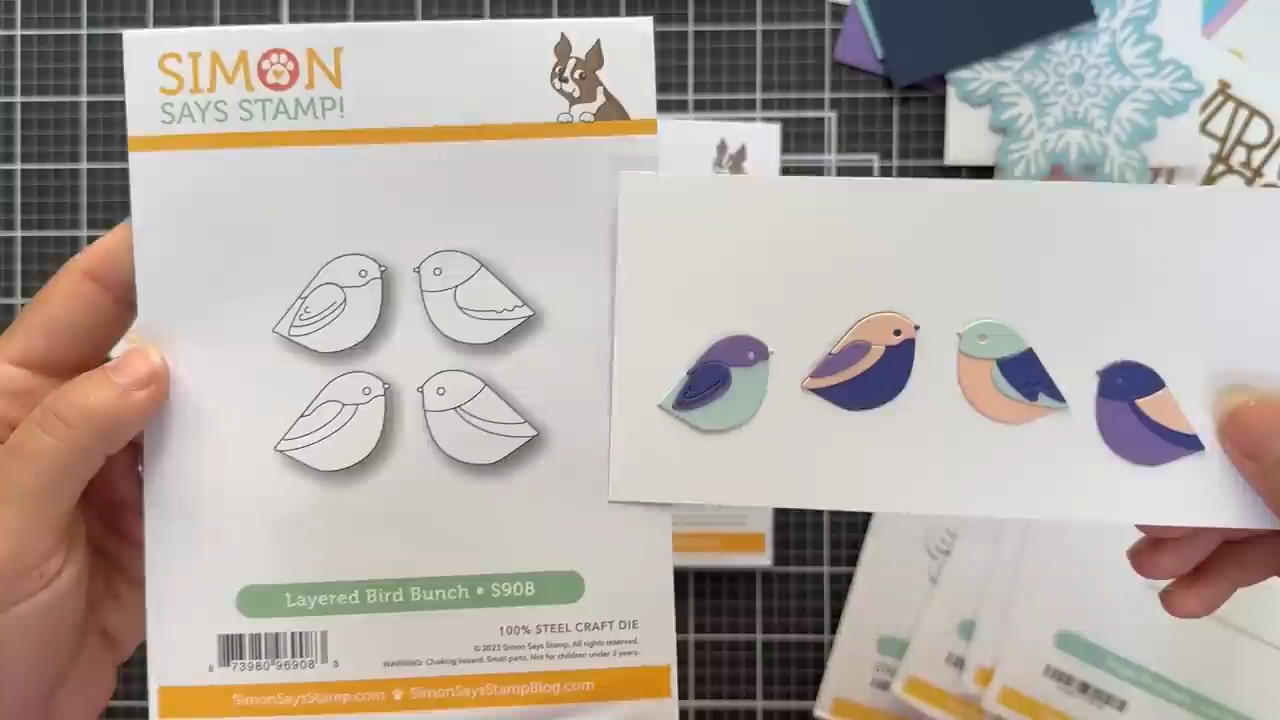 SIMON
SAYS STAMP!
Layered Bird Bunch • S908
100% STEEL CRAFT DIE
© 2023 Simon Says Stamp. All rights reserved.
WARNING: Choking hazard. Small parts. Not for children under 3 years.
8 73980 96908 3
SimonSaysStamp.com SimonSaysStampBlog.com